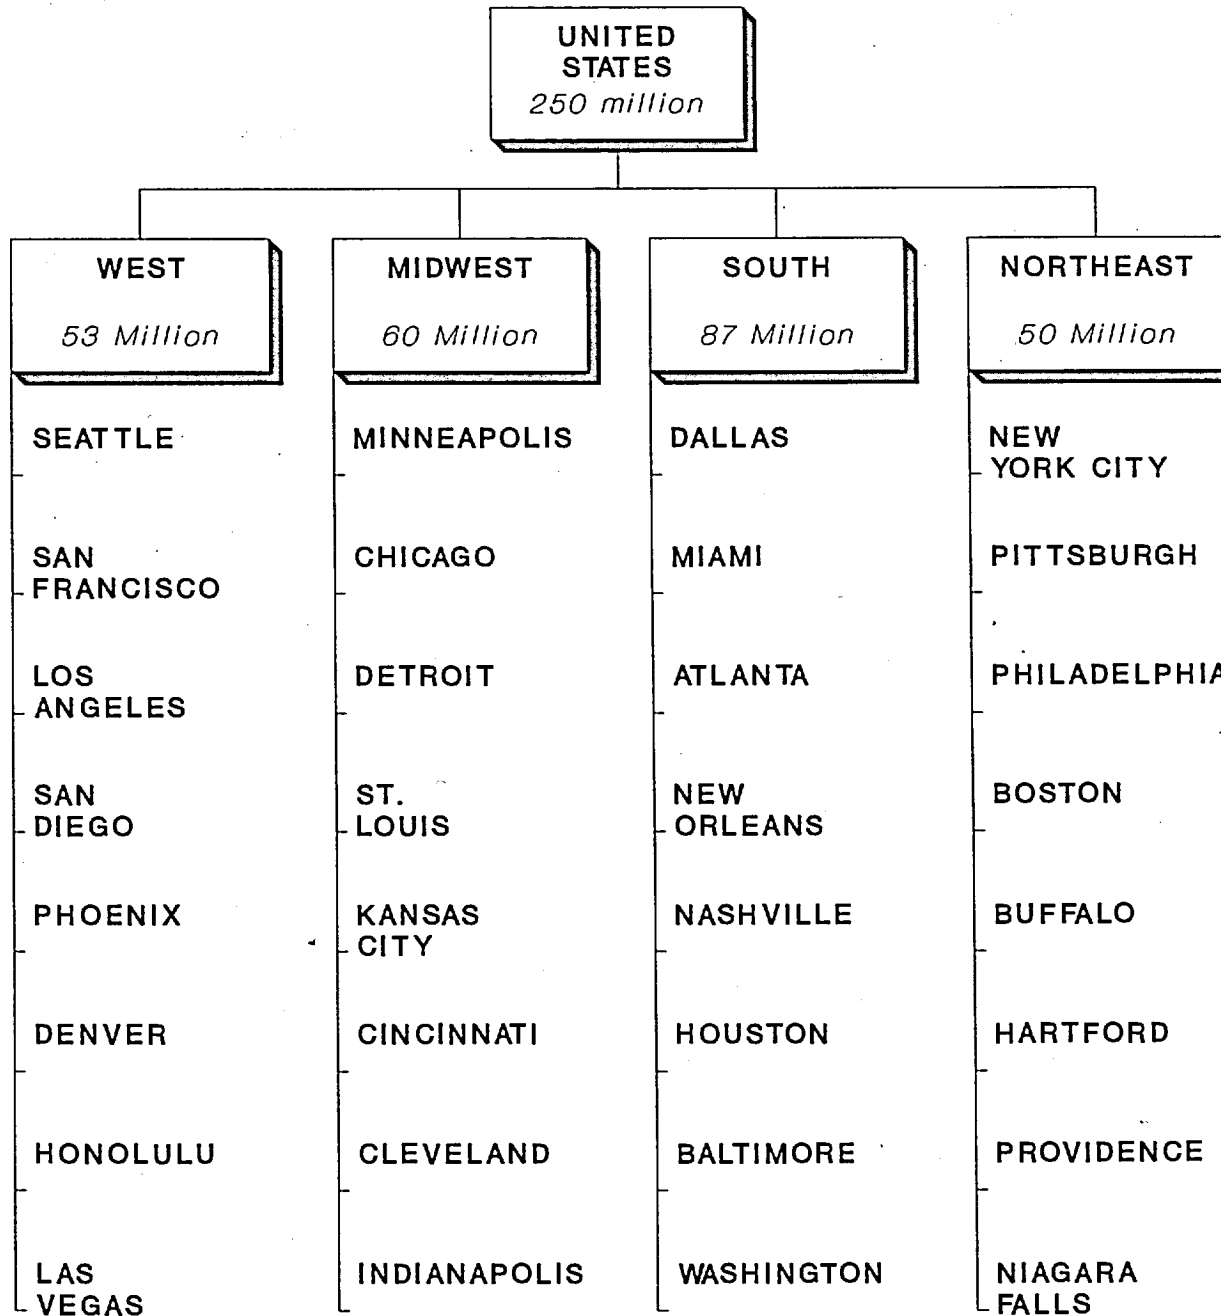 UNITED
STATES
250 million
WEST
53 Million
SEATTLE
SAN
FRANCISCO
LOS
ANGELES
SAN
DIEGO
PHOENIX
DENVER
HONOLULU
LAS
VEGAS
MIDWEST
60 Million
MINNEAPOLIS
CHICAGO
DETROIT
ST.
LOUIS
KANSAS
CITY
CINCINNATI
CLEVELAND
INDIANAPOLIS
SOUTH
87 Million
DALLAS
MIAMI
ATLANTA
NEW
ORLEANS
NASHVILLE
HOUSTON
BALTIMORE
WASHINGTON
NORTHEAST
50 Million
NEW
YORK CITY
PITTSBURGH
PHILADELPHIA
BOSTON
BUFFALO
HARTFORD
PROVIDENCE
NIAGARA
FALLS